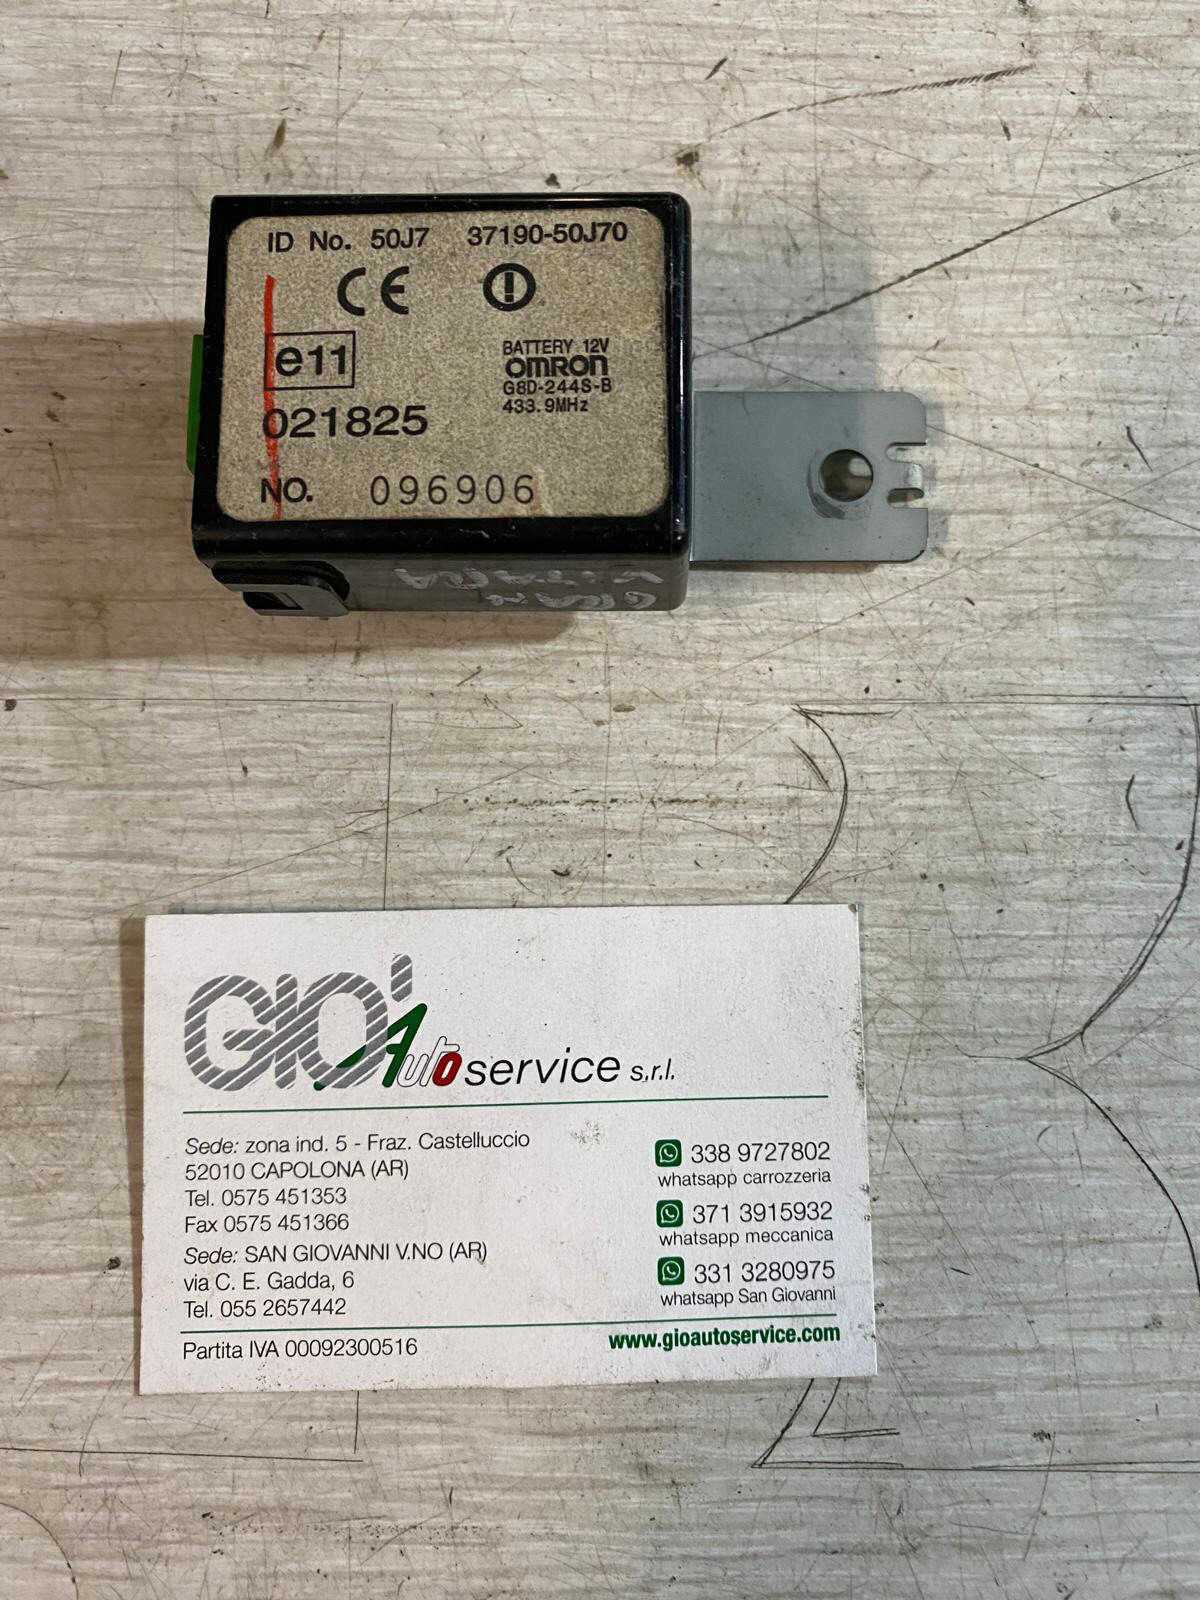 ID No. 50J7 37190-50J70
CE
e11
BATTERY 12V
OMRON
G8D-244S-B
433.9MHz
021825
NO. 096906
GRAN
VITARA
GIO' Autoservice s.r.l.
Sede: zona ind. 5 - Fraz. Castelluccio
52010 CAPOLONA (AR)
Tel. 0575 451353
Fax 0575 451366
Sede: SAN GIOVANNI V.NO (AR)
via C. E. Gadda, 6
Tel. 055 2657442
338 9727802
whatsapp carrozzeria
371 3915932
whatsapp meccanica
331 3280975
whatsapp San Giovanni
Partita IVA 00092300516
www.gioautoservice.com